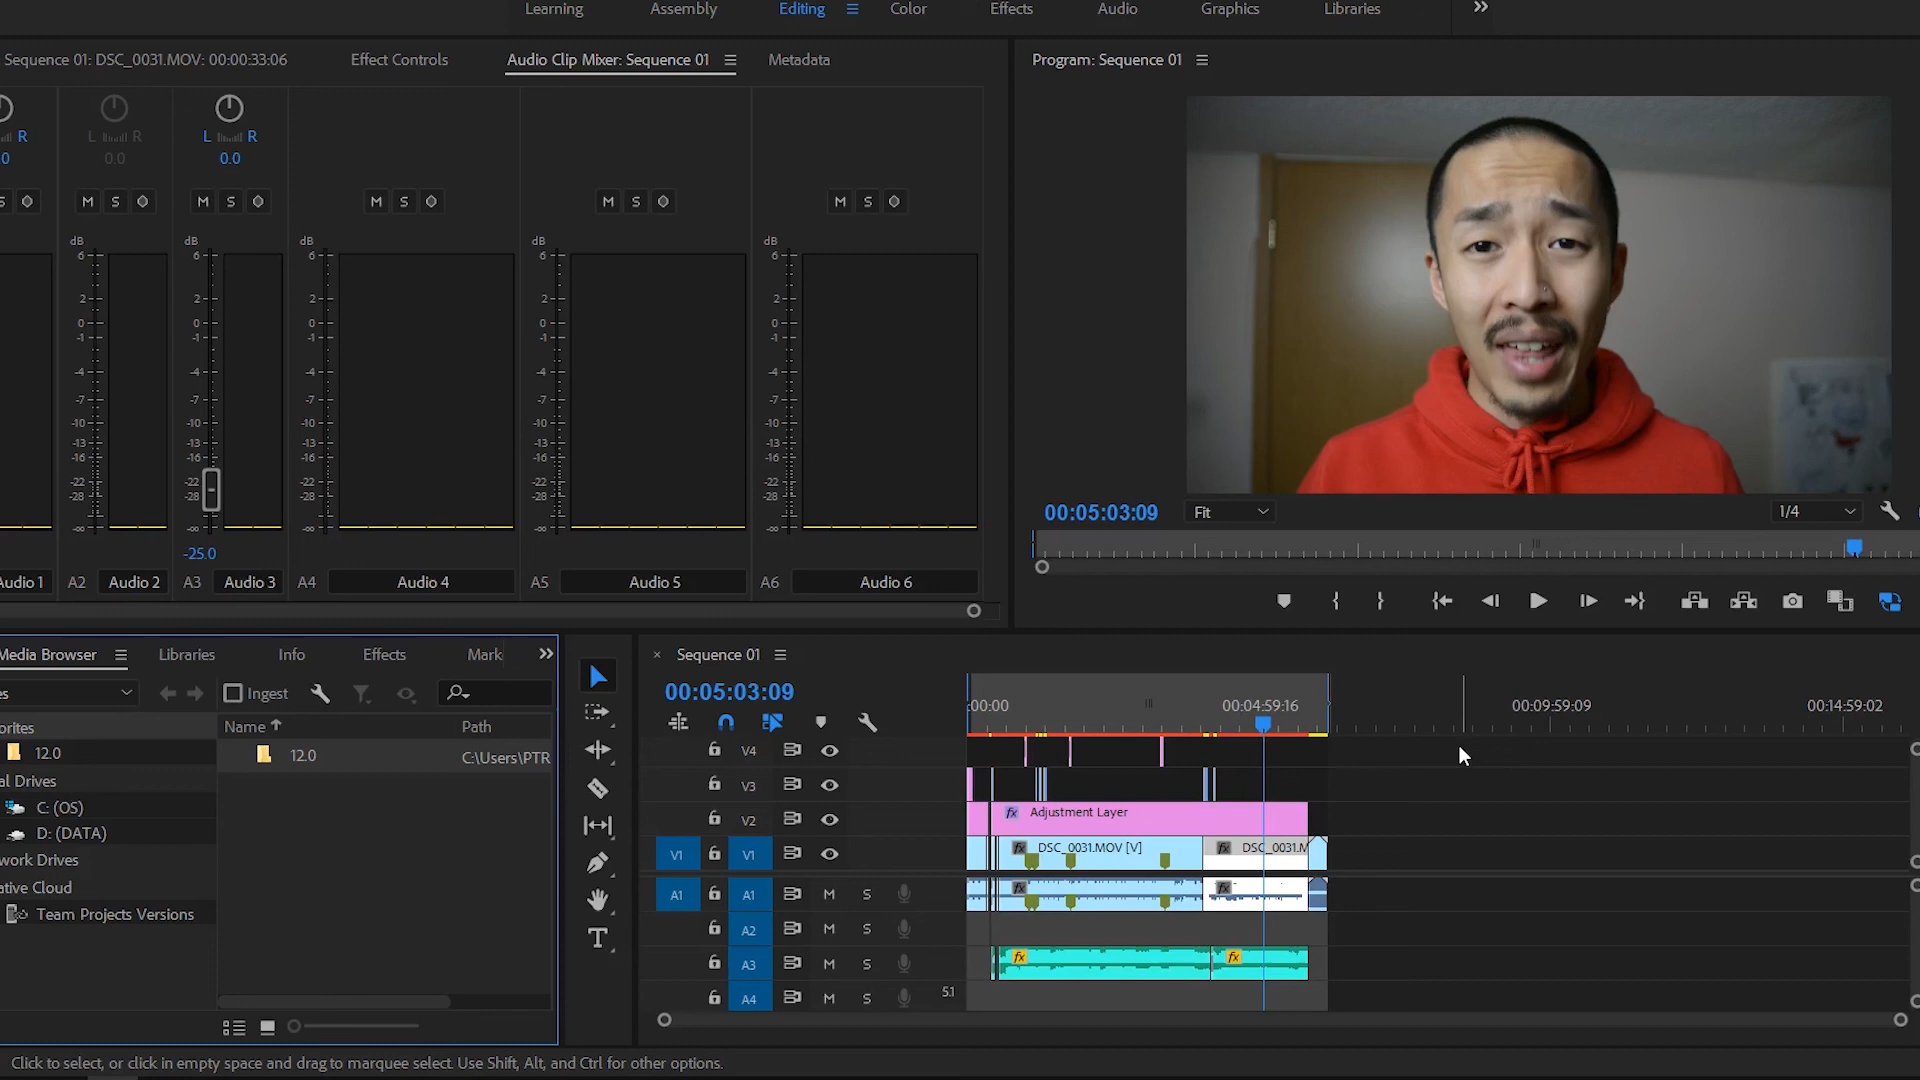 Learning Assembly Editing Color Effects Audio Graphics Libraries
Sequence 01: DSC_0031.MOV: 00:00:33:06 Effect Controls Audio Clip Mixer: Sequence 01 Metadata
Program: Sequence 01
R L R L R
0 0.0 0.0
S M S M S M S M S M S
dB dB dB dB dB
6 6 6 6 6
2 2 2 2 2
0 0 0 0 0
-1 -1 -1 -1 -1
-4 -4 -4 -4 -4
-7 -7 -7 -7 -7
-10 -10 -10 -10 -10
-13 -13 -13 -13 -13
-16 -16 -16 -16 -16
-22 -22 -22 -22 -22
-28 -28 -28 -28 -28
-∞ -∞ -∞ -∞ -∞
-25.0
Audio 1 A2 Audio 2 A3 Audio 3 A4 Audio 4 A5 Audio 5 A6 Audio 6
00:05:03:09 Fit 1/4
Media Browser Libraries Info Effects Mark
es Ingest
orites
12.0
al Drives
C: (OS)
D: (DATA)
work Drives
ative Cloud
Team Projects Versions
Name Path
12.0 C:\Users\PTR
× Sequence 01
00:05:03:09
:00:00 00:04:59:16 00:09:59:09 00:14:59:02
V4
V3
V2 fx Adjustment Layer
V1 V1 fx DSC_0031.MOV [V] fx DSC_0031.M
A1 A1 M S fx fx
A2 M S
A3 M S fx fx
A4 M S 5.1
Click to select, or click in empty space and drag to marquee select. Use Shift, Alt, and Ctrl for other options.